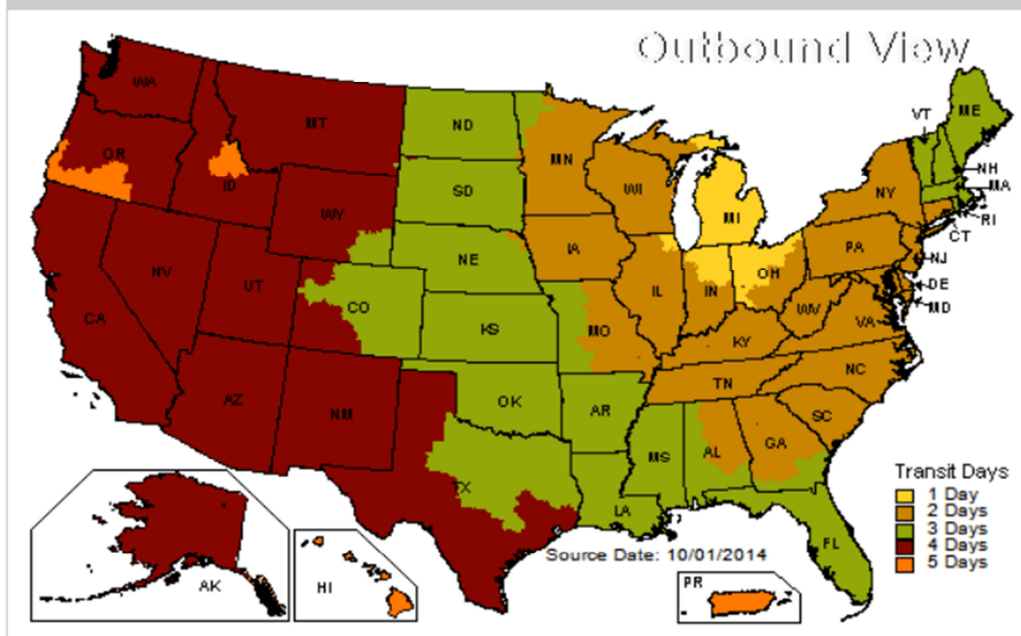 Outbound View
WA
MT
ND
MN
VT
ME
OR
ID
SD
WI
MI
NY
NH
MA
RI
CT
WY
NE
IA
PA
NJ
NV
UT
CO
IL
IN
OH
WV
DE
MD
CA
KS
MO
KY
VA
AZ
NM
OK
AR
TN
NC
SC
MS
AL
GA
TX
LA
FL
Transit Days
1 Day
2 Days
3 Days
4 Days
5 Days
Source Date: 10/01/2014
AK
HI
PR